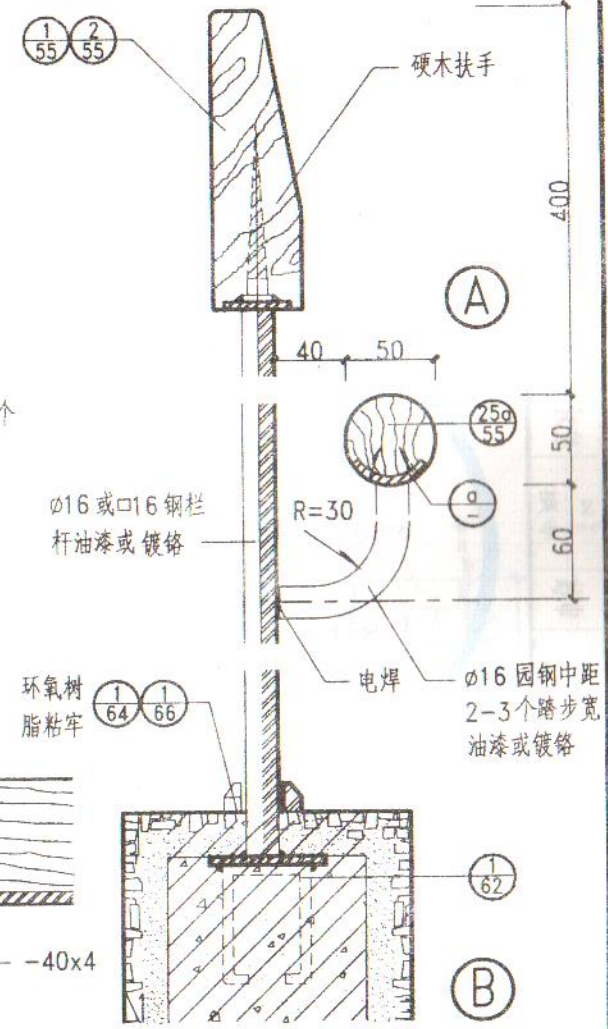 1 2
55 55
硬木扶手
400
A
40 50
个
25a
55
50
a
-
Ø16 或□16 钢栏
杆油漆或镀铬
R=30
60
电焊
Ø16 园钢中距
2-3个踏步宽
油漆或镀铬
环氧树
脂粘牢
1 1
64 66
1
62
-40x4
B